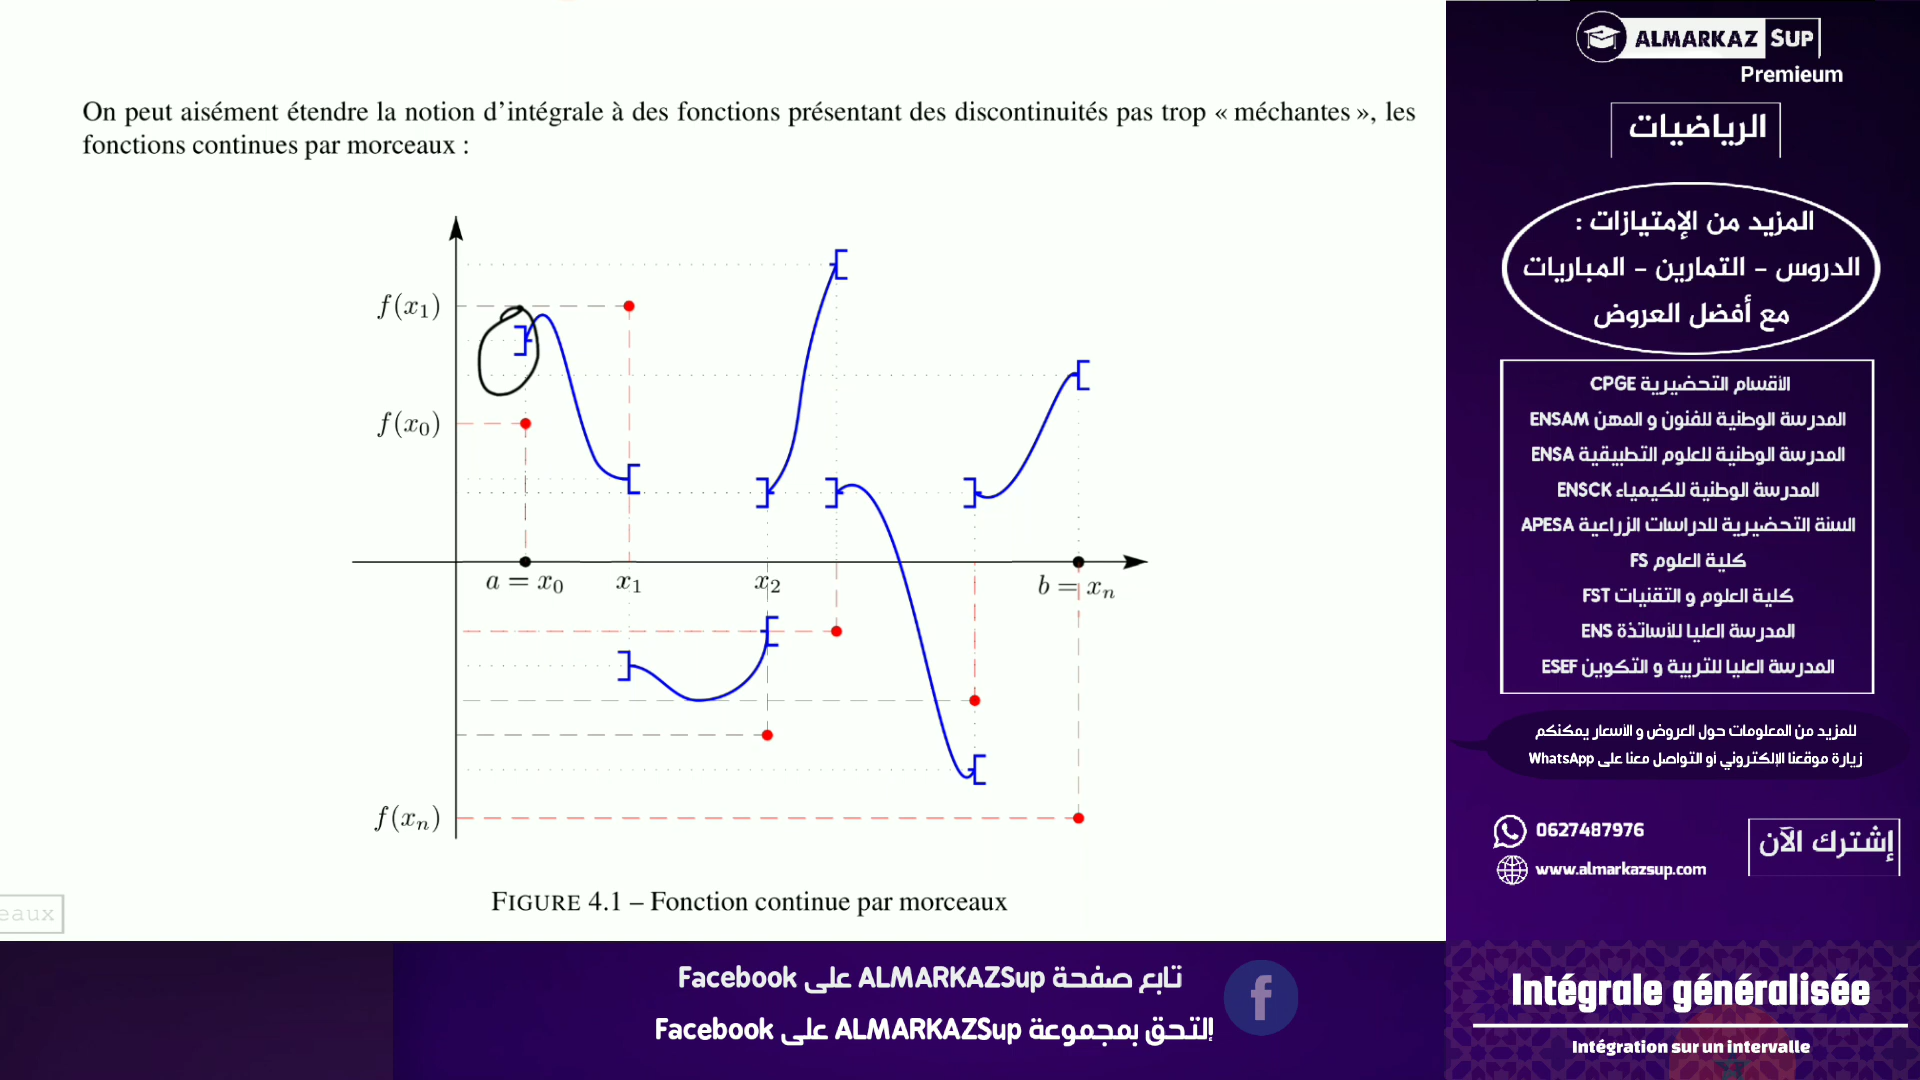 On peut aisément étendre la notion d'intégrale à des fonctions présentant des discontinuités pas trop « méchantes », les
fonctions continues par morceaux :
f(x₁)
f(x₀)
a = x₀
x₁
x₂
b = xₙ
f(xₙ)
FIGURE 4.1 – Fonction continue par morceaux
eaux
ALMARKAZ SUP
Premieum
الرياضيات
المزيد من الإمتيازات :
الدروس - التمارين - المباريات
مع أفضل العروض
الأقسام التحضيرية CPGE
المدرسة الوطنية للفنون و المهن ENSAM
المدرسة الوطنية للعلوم التطبيقية ENSA
المدرسة الوطنية للكيمياء ENSCK
السنة التحضيرية للدراسات الزراعية APESA
كلية العلوم FS
كلية العلوم و التقنيات FST
المدرسة العليا للأساتذة ENS
المدرسة العليا للتربية و التكوين ESEF
للمزيد من المعلومات حول العروض و الأسعار يمكنكم
زيارة موقعنا الإلكتروني أو التواصل معنا على WhatsApp
0627487976
www.almarkazsup.com
إشترك الآن
تابع صفحة ALMARKAZSup على Facebook
إلتحق بمجموعة ALMARKAZSup على Facebook
f
Intégrale généralisée
Intégration sur un intervalle